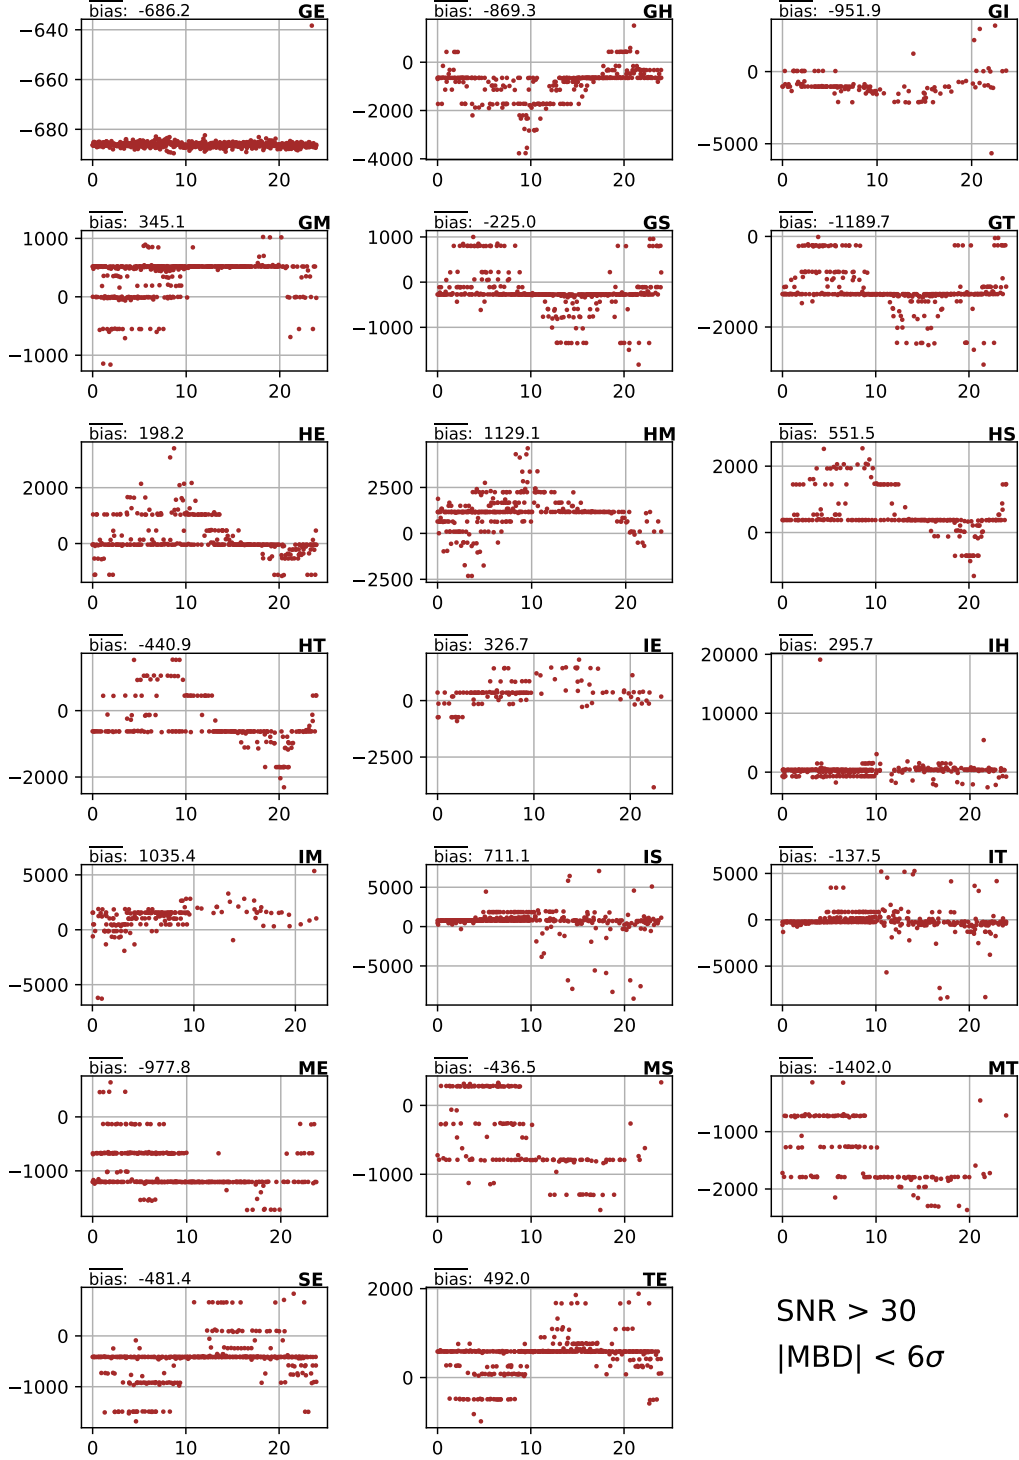 bias: -686.2 GE
−640
−660
−680
0 10 20
bias: -869.3 GH
0
−2000
−4000
0 10 20
bias: -951.9 GI
0
−5000
0 10 20
bias: 345.1 GM
1000
0
−1000
0 10 20
bias: -225.0 GS
1000
0
−1000
0 10 20
bias: -1189.7 GT
0
−2000
0 10 20
bias: 198.2 HE
2000
0
0 10 20
bias: 1129.1 HM
2500
0
−2500
0 10 20
bias: 551.5 HS
2000
0
0 10 20
bias: -440.9 HT
0
−2000
0 10 20
bias: 326.7 IE
0
−2500
0 10 20
bias: 295.7 IH
20000
10000
0
0 10 20
bias: 1035.4 IM
5000
0
−5000
0 10 20
bias: 711.1 IS
5000
0
−5000
0 10 20
bias: -137.5 IT
5000
0
−5000
0 10 20
bias: -977.8 ME
0
−1000
0 10 20
bias: -436.5 MS
0
−1000
0 10 20
bias: -1402.0 MT
−1000
−2000
0 10 20
bias: -481.4 SE
0
−1000
0 10 20
bias: 492.0 TE
2000
0
0 10 20
SNR > 30
|MBD| < 6σ